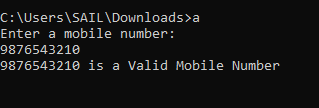 C:\Users\SAIL\Downloads>a
Enter a mobile number:
9876543210
9876543210 is a Valid Mobile Number